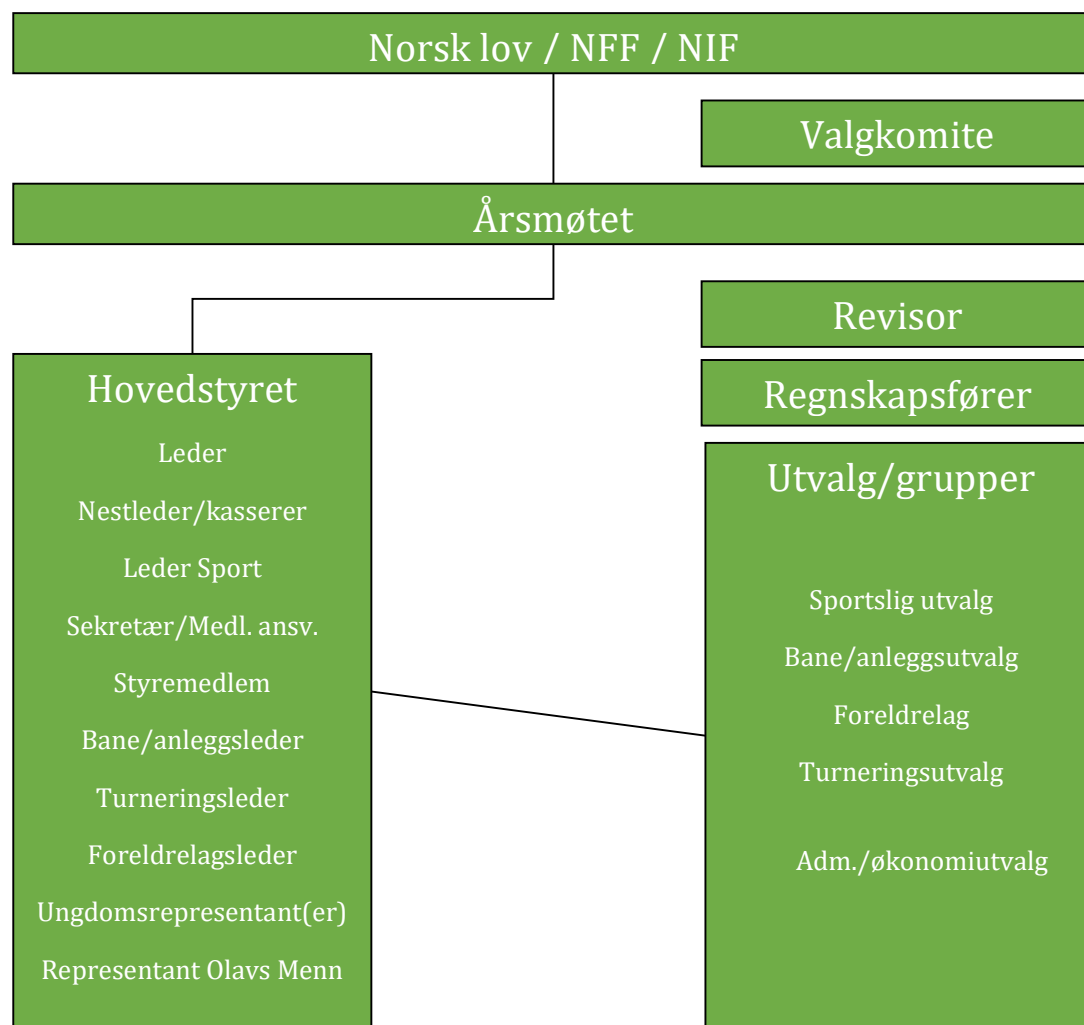 Norsk lov / NFF / NIF
Valgkomite
Årsmøtet
Revisor
Regnskapsfører
Hovedstyret
Leder
Nestleder/kasserer
Leder Sport
Sekretær/Medl. ansv.
Styremedlem
Bane/anleggsleder
Turneringsleder
Foreldrelagsleder
Ungdomsrepresentant(er)
Representant Olavs Menn
Utvalg/grupper
Sportslig utvalg
Bane/anleggsutvalg
Foreldrelag
Turneringsutvalg
Adm./økonomiutvalg